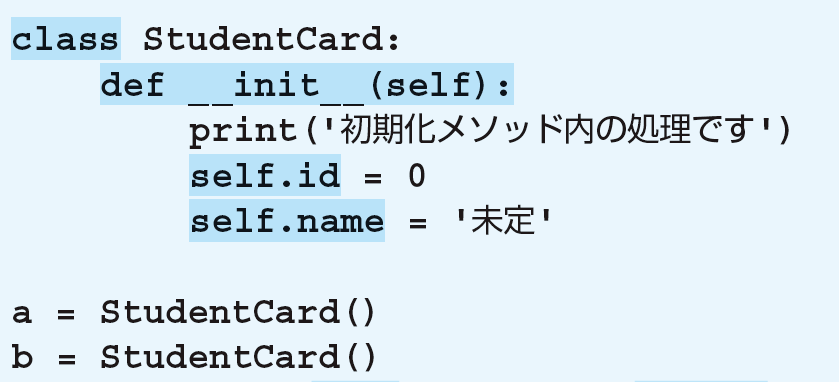 class StudentCard:
def __init__(self):
print('初期化メソッド内の処理です')
self.id = 0
self.name = '未定'
a = StudentCard()
b = StudentCard()